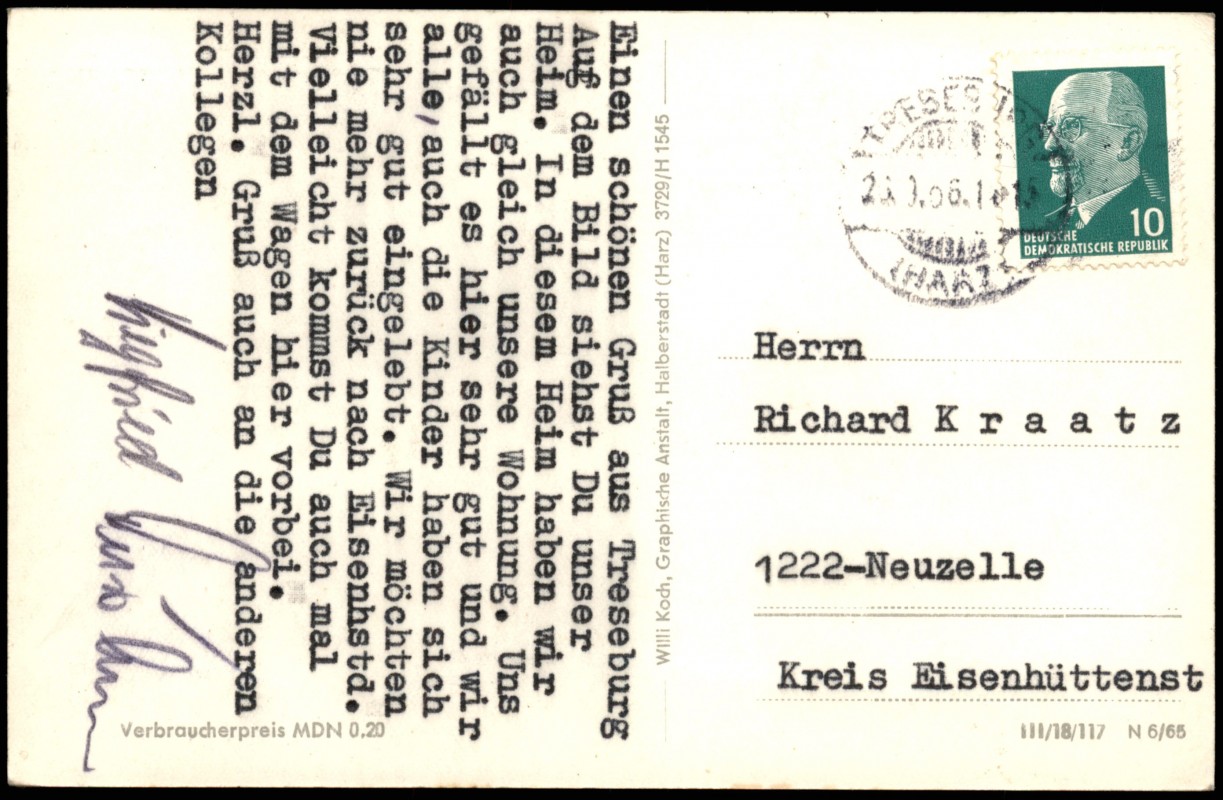 Einen schönen Gruß aus Treseburg
Auf dem Bild siehst Du unser
Heim. In diesem Heim haben wir
auch gleich unsere Wohnung. Uns
gefällt es hier sehr gut und wir
alle, auch die Kinder haben sich
sehr gut eingelebt. Wir möchten
nie mehr zurück nach Eisenhstd.
Vielleicht kommst Du auch mal
mit dem Wagen hier vorbei.
Herzl. Gruß auch an die anderen
Kollegen
Siegfried
Verbraucherpreis MDN 0,20
Willi Koch, Graphische Anstalt, Halberstadt (Harz) 3729/H 1545
TRESEBURG
(HARZ)
10
DEUTSCHE
DEMOKRATISCHE REPUBLIK
Herrn
Richard K r a a t z
1222-Neuzelle
Kreis Eisenhüttenst
III/18/117 N 6/65